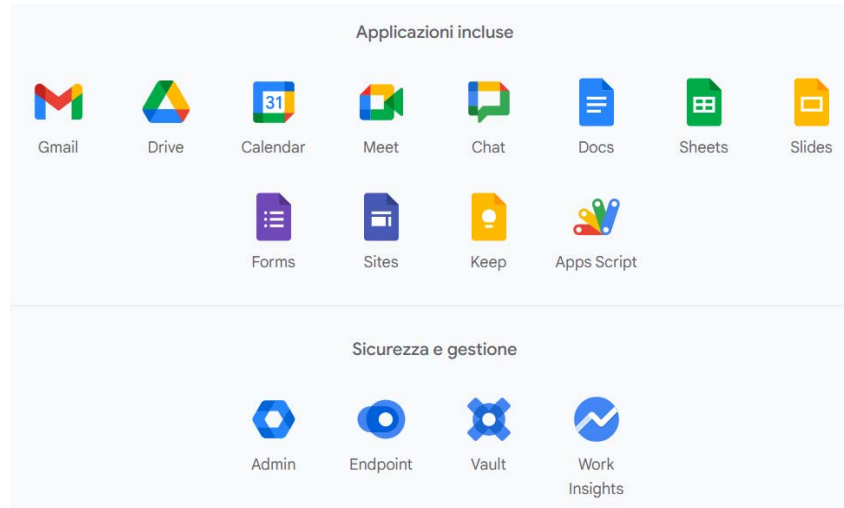 Applicazioni incluse
31
Gmail Drive Calendar Meet Chat Docs Sheets Slides
Forms Sites Keep Apps Script
Sicurezza e gestione
Admin Endpoint Vault Work Insights